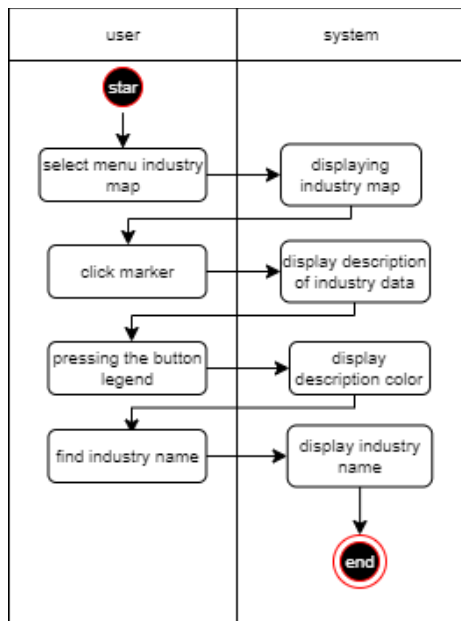 user
system
star
select menu industry
map
displaying
industry map
click marker
display description
of industry data
pressing the button
legend
display
description color
find industry name
display industry
name
end